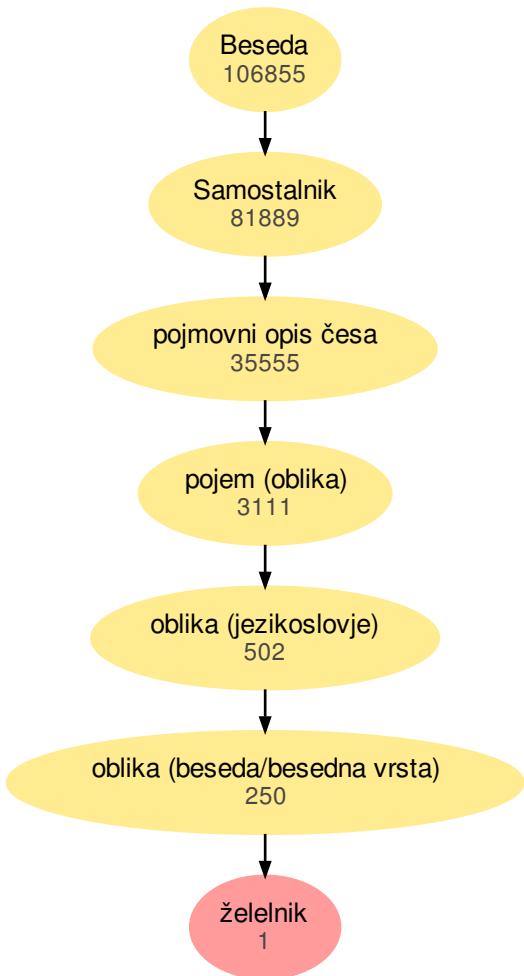 Beseda
106855
Samostalnik
81889
pojmovni opis česa
35555
pojem (oblika)
3111
oblika (jezikoslovje)
502
oblika (beseda/besedna vrsta)
250
želelnik
1